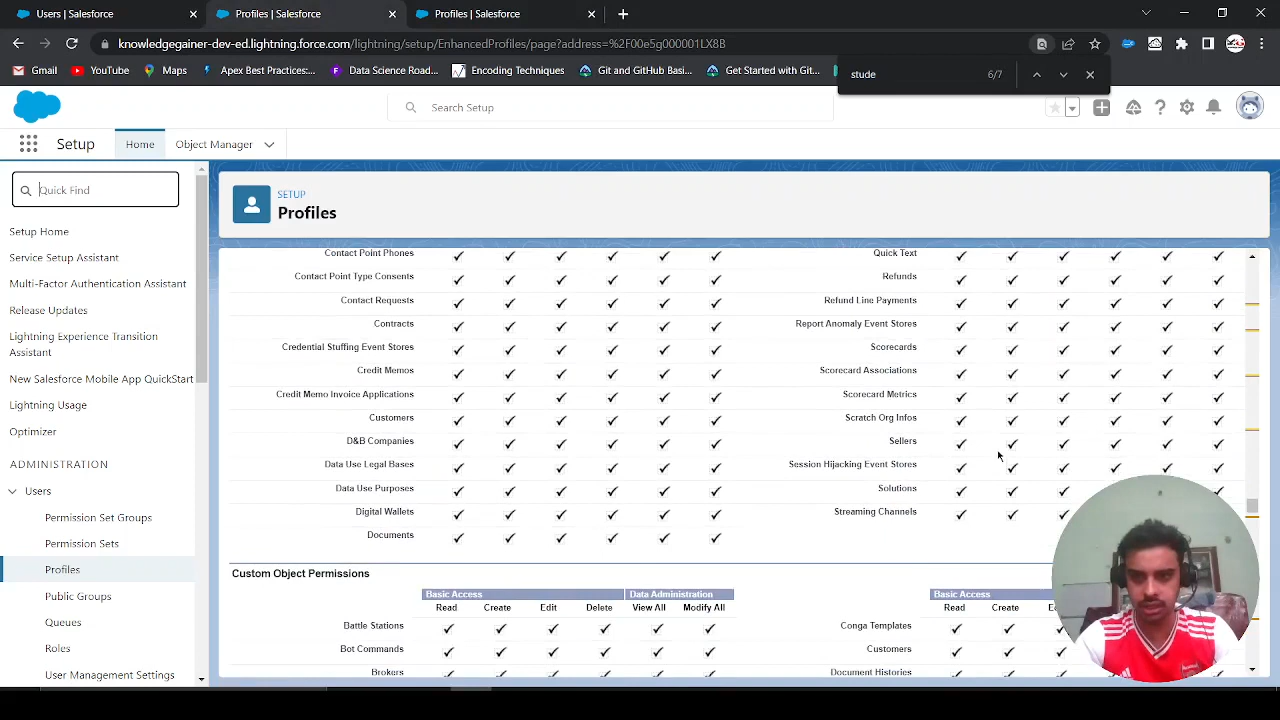 Users | Salesforce
Profiles | Salesforce
Profiles | Salesforce
knowledgegainer-dev-ed.lightning.force.com/lightning/setup/EnhancedProfiles/page?address=%2F00e5g000001LX8B
Gmail
YouTube
Maps
Apex Best Practices:...
Data Science Road...
Encoding Techniques
Git and GitHub Basi...
Get Started with Git...
stude
6/7
Search Setup
Setup
Home
Object Manager
Quick Find
Setup Home
Service Setup Assistant
Multi-Factor Authentication Assistant
Release Updates
Lightning Experience Transition
Assistant
New Salesforce Mobile App QuickStart
Lightning Usage
Optimizer
ADMINISTRATION
Users
Permission Set Groups
Permission Sets
Profiles
Public Groups
Queues
Roles
User Management Settings
SETUP
Profiles
Contact Point Phones
Contact Point Type Consents
Contact Requests
Contracts
Credential Stuffing Event Stores
Credit Memos
Credit Memo Invoice Applications
Customers
D&B Companies
Data Use Legal Bases
Data Use Purposes
Digital Wallets
Documents
Quick Text
Refunds
Refund Line Payments
Report Anomaly Event Stores
Scorecards
Scorecard Associations
Scorecard Metrics
Scratch Org Infos
Sellers
Session Hijacking Event Stores
Solutions
Streaming Channels
Custom Object Permissions
Basic Access
Data Administration
Read Create Edit Delete View All Modify All
Battle Stations
Bot Commands
Brokers
Basic Access
Read Create
Conga Templates
Customers
Document Histories